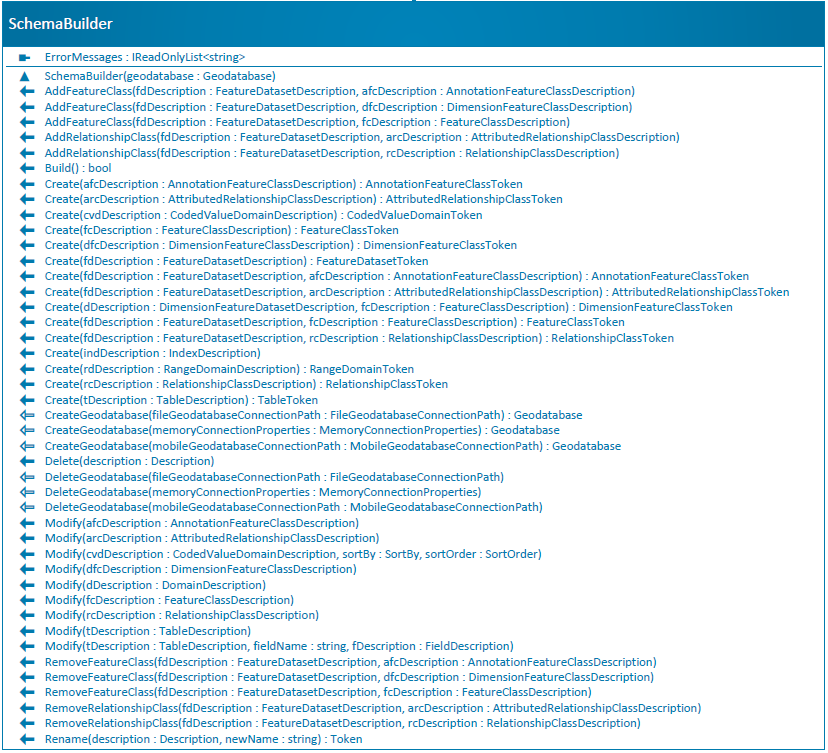 SchemaBuilder
ErrorMessages : IReadOnlyList<string>
SchemaBuilder(geodatabase : Geodatabase)
AddFeatureClass(fdDescription : FeatureDatasetDescription, afcDescription : AnnotationFeatureClassDescription)
AddFeatureClass(fdDescription : FeatureDatasetDescription, dfcDescription : DimensionFeatureClassDescription)
AddFeatureClass(fdDescription : FeatureDatasetDescription, fcDescription : FeatureClassDescription)
AddRelationshipClass(fdDescription : FeatureDatasetDescription, arcDescription : AttributedRelationshipClassDescription)
AddRelationshipClass(fdDescription : FeatureDatasetDescription, rcDescription : RelationshipClassDescription)
Build() : bool
Create(afcDescription : AnnotationFeatureClassDescription) : AnnotationFeatureClassToken
Create(arcDescription : AttributedRelationshipClassDescription) : AttributedRelationshipClassToken
Create(cvdDescription : CodedValueDomainDescription) : CodedValueDomainToken
Create(fcDescription : FeatureClassDescription) : FeatureClassToken
Create(dfcDescription : DimensionFeatureClassDescription) : DimensionFeatureClassToken
Create(fdDescription : FeatureDatasetDescription) : FeatureDatasetToken
Create(fdDescription : FeatureDatasetDescription, afcDescription : AnnotationFeatureClassDescription) : AnnotationFeatureClassToken
Create(fdDescription : FeatureDatasetDescription, arcDescription : AttributedRelationshipClassDescription) : AttributedRelationshipClassToken
Create(dDescription : DimensionFeatureDatasetDescription, fcDescription : FeatureClassDescription) : DimensionFeatureClassToken
Create(fdDescription : FeatureDatasetDescription, fcDescription : FeatureClassDescription) : FeatureClassToken
Create(fdDescription : FeatureDatasetDescription, rcDescription : RelationshipClassDescription) : RelationshipClassToken
Create(indDescription : IndexDescription)
Create(rdDescription : RangeDomainDescription) : RangeDomainToken
Create(rcDescription : RelationshipClassDescription) : RelationshipClassToken
Create(tDescription : TableDescription) : TableToken
CreateGeodatabase(fileGeodatabaseConnectionPath : FileGeodatabaseConnectionPath) : Geodatabase
CreateGeodatabase(memoryConnectionProperties : MemoryConnectionProperties) : Geodatabase
CreateGeodatabase(mobileGeodatabaseConnectionPath : MobileGeodatabaseConnectionPath) : Geodatabase
Delete(description : Description)
DeleteGeodatabase(fileGeodatabaseConnectionPath : FileGeodatabaseConnectionPath)
DeleteGeodatabase(memoryConnectionProperties : MemoryConnectionProperties)
DeleteGeodatabase(mobileGeodatabaseConnectionPath : MobileGeodatabaseConnectionPath)
Modify(afcDescription : AnnotationFeatureClassDescription)
Modify(arcDescription : AttributedRelationshipClassDescription)
Modify(cvdDescription : CodedValueDomainDescription, sortBy : SortBy, sortOrder : SortOrder)
Modify(dfcDescription : DimensionFeatureClassDescription)
Modify(dDescription : DomainDescription)
Modify(fcDescription : FeatureClassDescription)
Modify(rcDescription : RelationshipClassDescription)
Modify(tDescription : TableDescription)
Modify(tDescription : TableDescription, fieldName : string, fDescription : FieldDescription)
RemoveFeatureClass(fdDescription : FeatureDatasetDescription, afcDescription : AnnotationFeatureClassDescription)
RemoveFeatureClass(fdDescription : FeatureDatasetDescription, dfcDescription : DimensionFeatureClassDescription)
RemoveFeatureClass(fdDescription : FeatureDatasetDescription, fcDescription : FeatureClassDescription)
RemoveRelationshipClass(fdDescription : FeatureDatasetDescription, arcDescription : AttributedRelationshipClassDescription)
RemoveRelationshipClass(fdDescription : FeatureDatasetDescription, rcDescription : RelationshipClassDescription)
Rename(description : Description, newName : string) : Token